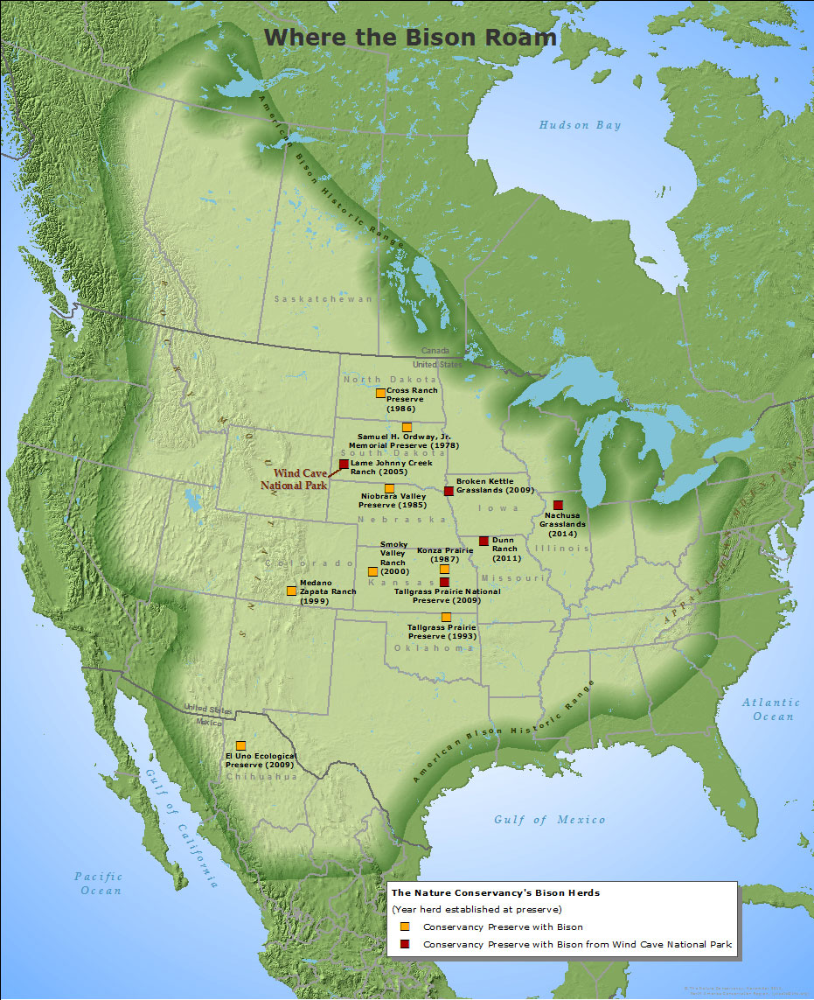 Where the Bison Roam
Hudson Bay
American Bison Historic Range
Saskatchewan
ROCKY MOUNTAINS
Canada
United States
North Dakota
Cross Ranch
Preserve
(1986)
Samuel H. Ordway, Jr.
Memorial Preserve (1978)
South Dakota
Lame Johnny Creek
Ranch (2005)
Wind Cave
National Park
Broken Kettle
Grasslands (2009)
Niobrara Valley
Preserve (1985)
Iowa
Nebraska
Nachusa
Grasslands
(2014)
Illinois
Dunn
Ranch
(2011)
Smoky
Valley
Ranch
(2000)
Konza Prairie
(1987)
Colorado
Kansas
Missouri
Medano
Zapata Ranch
(1999)
Tallgrass Prairie National
Preserve (2009)
Tallgrass Prairie
Preserve (1993)
Oklahoma
United States
Mexico
American Bison Historic Range
Atlantic
Ocean
El Uno Ecological
Preserve (2009)
Chihuahua
Gulf of California
Gulf of Mexico
Pacific
Ocean
The Nature Conservancy's Bison Herds
(Year herd established at preserve)
Conservancy Preserve with Bison
Conservancy Preserve with Bison from Wind Cave National Park